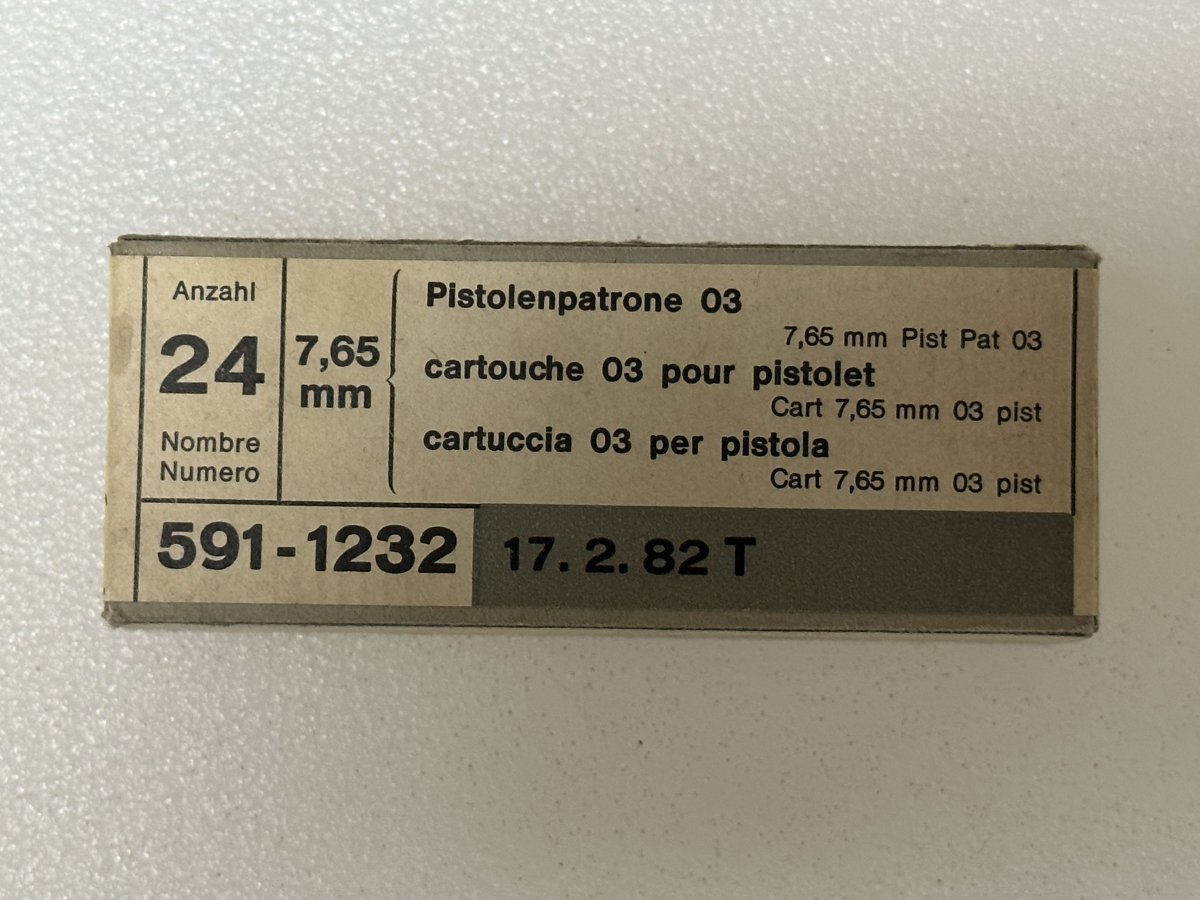 Anzahl
24
Nombre
Numero
7,65
mm
Pistolenpatrone 03
7,65 mm Pist Pat 03
cartouche 03 pour pistolet
Cart 7,65 mm 03 pist
cartuccia 03 per pistola
Cart 7,65 mm 03 pist
591-1232
17. 2. 82 T